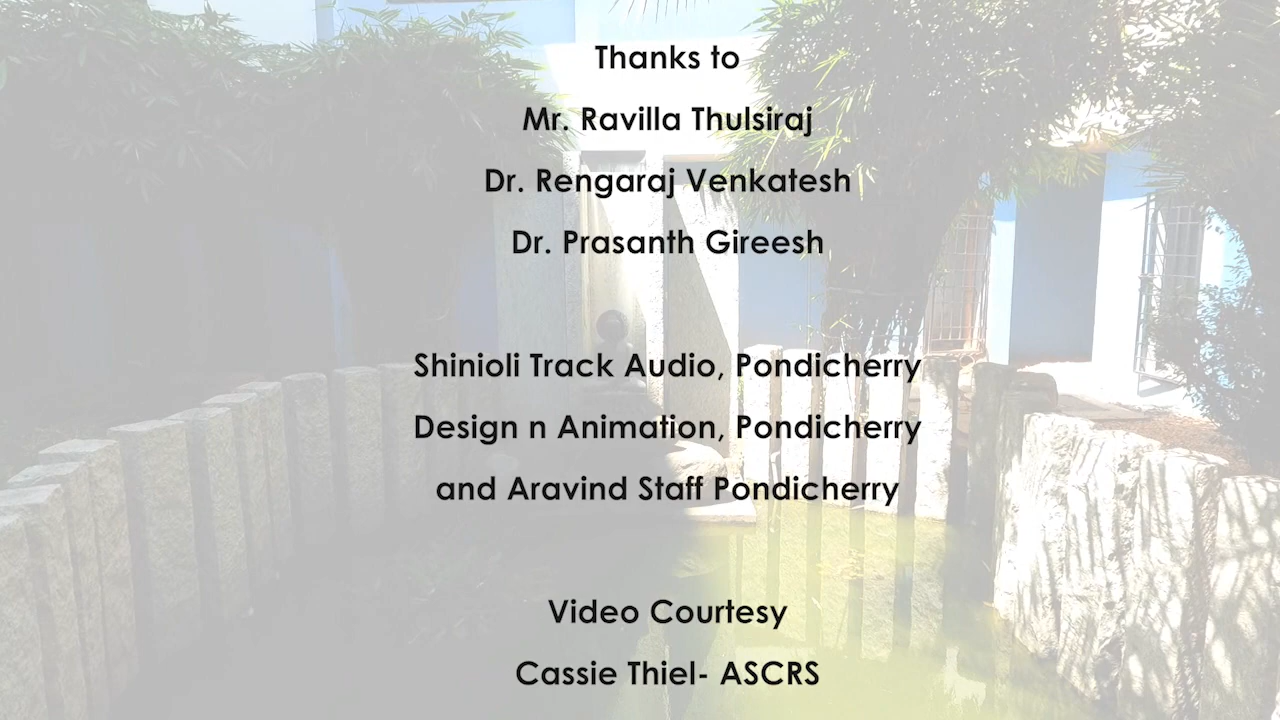 Thanks to
Mr. Ravilla Thulsiraj
Dr. Rengaraj Venkatesh
Dr. Prasanth Gireesh
Shinioli Track Audio, Pondicherry
Design n Animation, Pondicherry
and Aravind Staff Pondicherry
Video Courtesy
Cassie Thiel- ASCRS